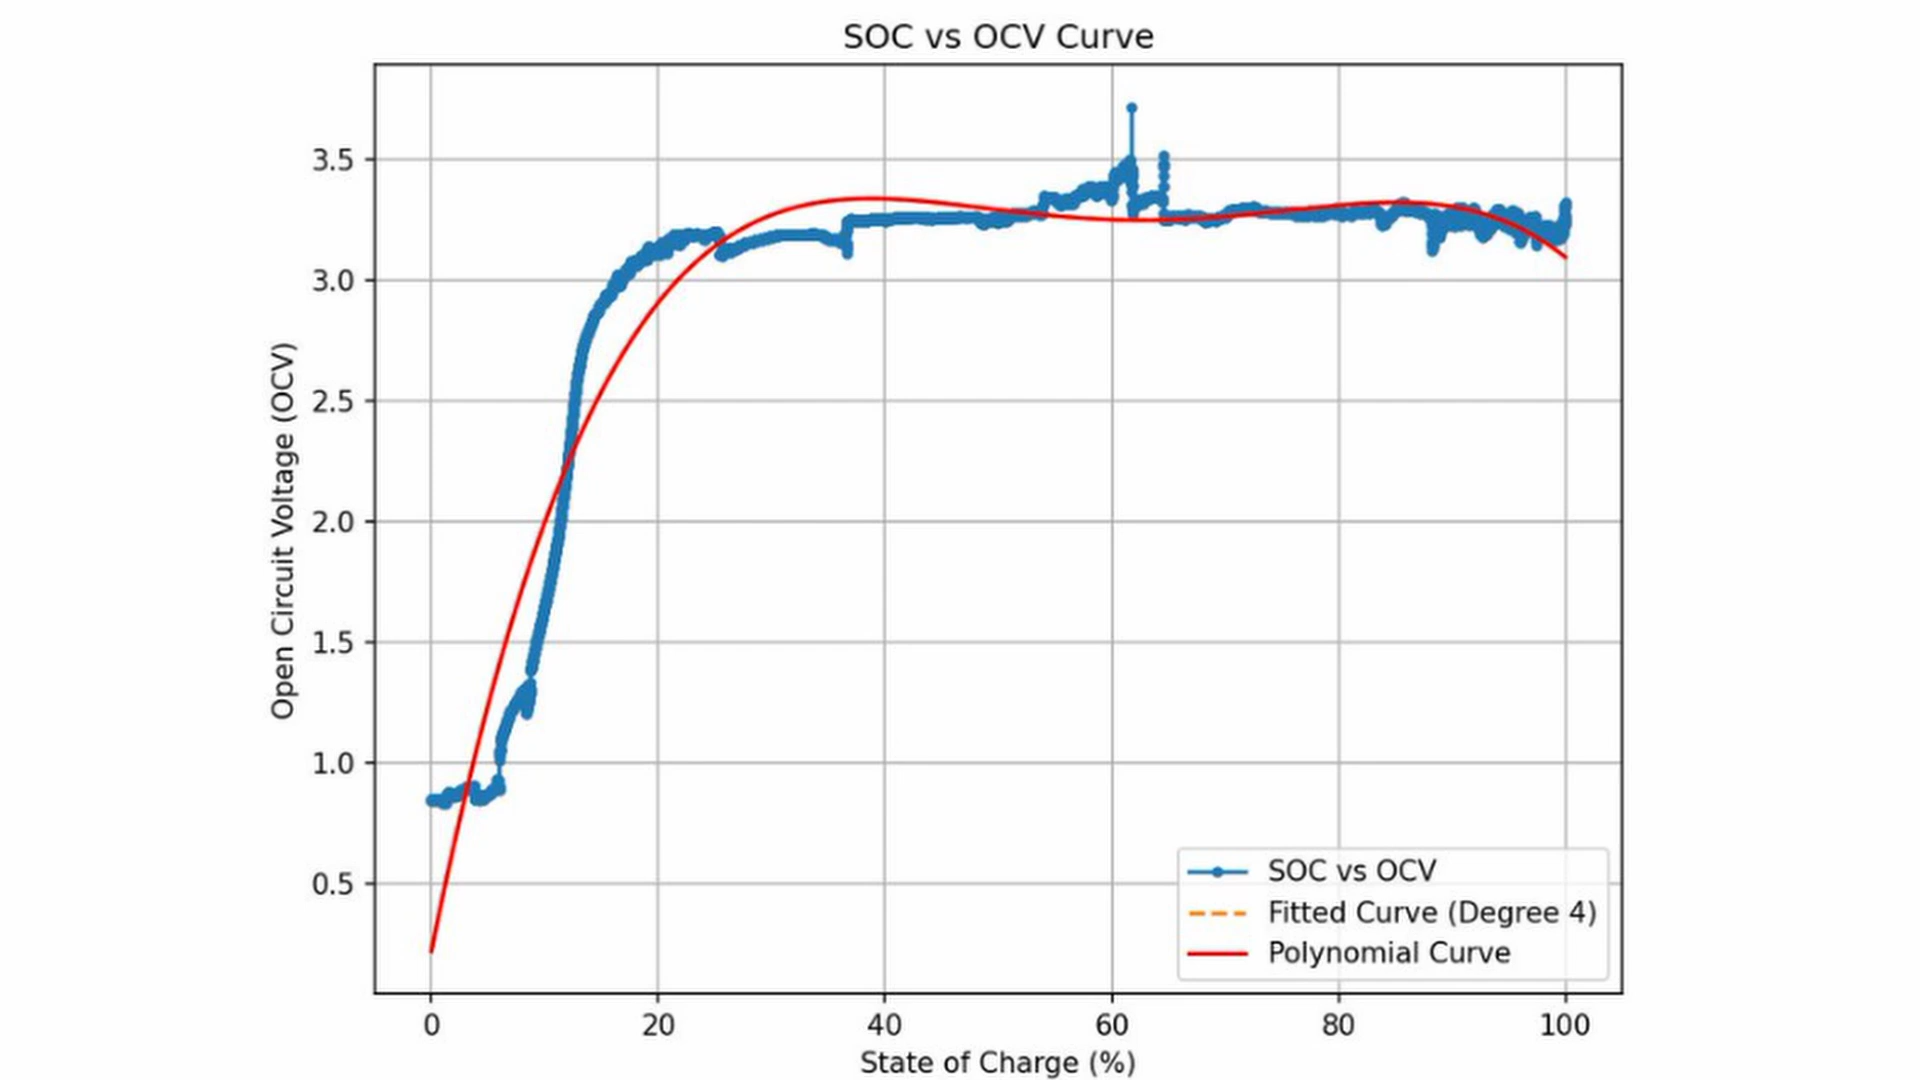 SOC vs OCV Curve
3.5
3.0
2.5
2.0
1.5
1.0
0.5
Open Circuit Voltage (OCV)
SOC vs OCV
Fitted Curve (Degree 4)
Polynomial Curve
0 20 40 60 80 100
State of Charge (%)